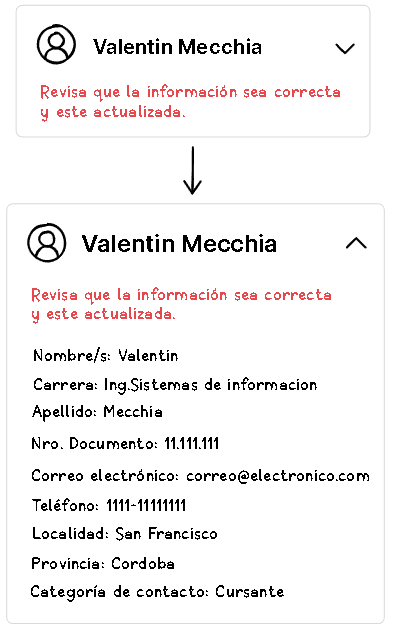 Valentin Mecchia
Revisa que la información sea correcta
y este actualizada.
Valentin Mecchia
Revisa que la información sea correcta
y este actualizada.
Nombre/s: Valentin
Carrera: Ing.Sistemas de informacion
Apellido: Mecchia
Nro. Documento: 11.111.111
Correo electrónico: correo@electronico.com
Teléfono: 1111-11111111
Localidad: San Francisco
Provincia: Cordoba
Categoría de contacto: Cursante